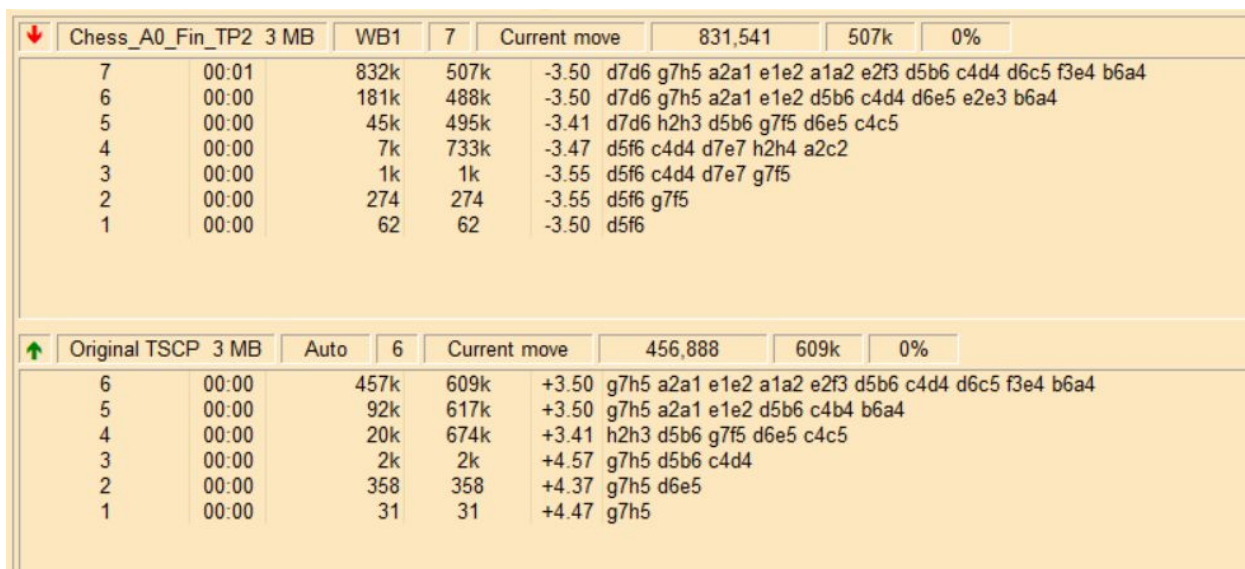 Chess_A0_Fin_TP2 3 MB WB1 7 Current move 831,541 507k 0%
7 00:01 832k 507k -3.50 d7d6 g7h5 a2a1 e1e2 a1a2 e2f3 d5b6 c4d4 d6c5 f3e4 b6a4
6 00:00 181k 488k -3.50 d7d6 g7h5 a2a1 e1e2 d5b6 c4d4 d6e5 e2e3 b6a4
5 00:00 45k 495k -3.41 d7d6 h2h3 d5b6 g7f5 d6e5 c4c5
4 00:00 7k 733k -3.47 d5f6 c4d4 d7e7 h2h4 a2c2
3 00:00 1k 1k -3.55 d5f6 c4d4 d7e7 g7f5
2 00:00 274 274 -3.55 d5f6 g7f5
1 00:00 62 62 -3.50 d5f6
Original TSCP 3 MB Auto 6 Current move 456,888 609k 0%
6 00:00 457k 609k +3.50 g7h5 a2a1 e1e2 a1a2 e2f3 d5b6 c4d4 d6c5 f3e4 b6a4
5 00:00 92k 617k +3.50 g7h5 a2a1 e1e2 d5b6 c4b4 b6a4
4 00:00 20k 674k +3.41 h2h3 d5b6 g7f5 d6e5 c4c5
3 00:00 2k 2k +4.57 g7h5 d5b6 c4d4
2 00:00 358 358 +4.37 g7h5 d6e5
1 00:00 31 31 +4.47 g7h5